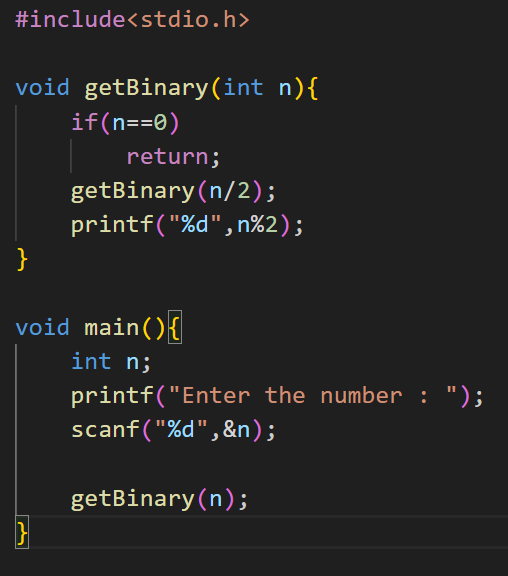 #include<stdio.h>
void getBinary(int n){
    if(n==0)
        return;
    getBinary(n/2);
    printf("%d",n%2);
}
void main(){
    int n;
    printf("Enter the number : ");
    scanf("%d",&n);
    getBinary(n);
}